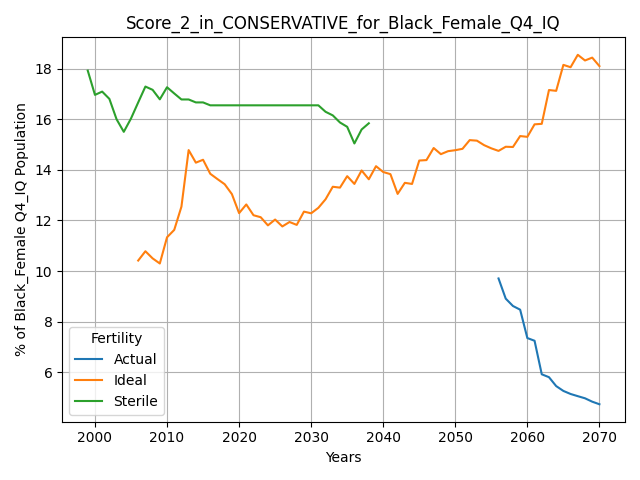 Score_2_in_CONSERVATIVE_for_Black_Female_Q4_IQ
% of Black_Female Q4_IQ Population
18
16
14
12
10
8
6
Fertility
Actual
Ideal
Sterile
2000 2010 2020 2030 2040 2050 2060 2070
Years